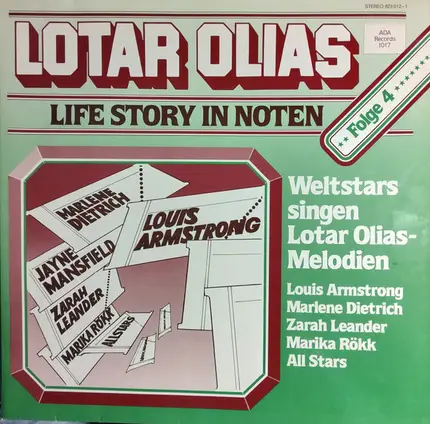 STEREO 823 012-1
ADA
Records
1017
LOTAR OLIAS
LIFE STORY IN NOTEN
** Folge 4 *******
MARLENE
DIETRICH
LOUIS
ARMSTRONG
JAYNE
MANSFIELD
ZARAH
LEANDER
MARIKA RÖKK
ALLSTARS
Weltstars
singen
Lotar Olias-
Melodien
Louis Armstrong
Marlene Dietrich
Zarah Leander
Marika Rökk
All Stars